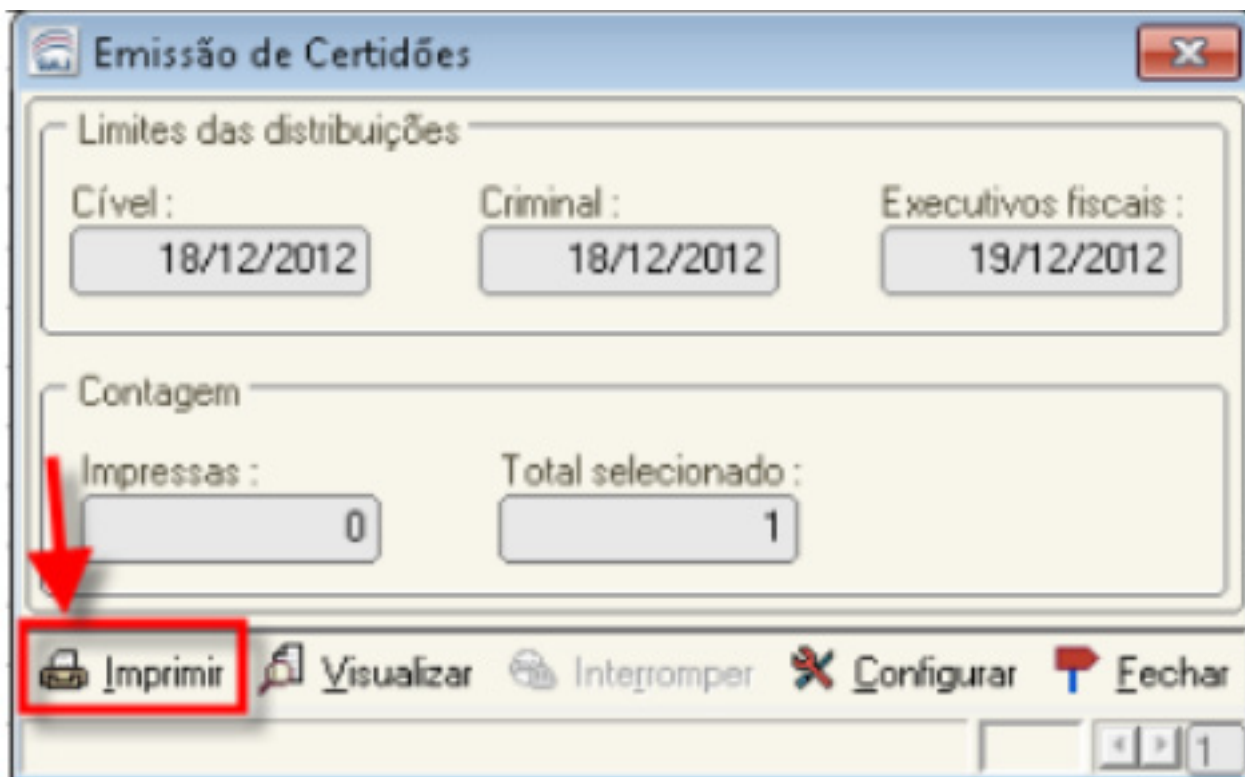 Emissão de Certidões
Limites das distribuições
Cível : Criminal : Executivos fiscais :
18/12/2012 18/12/2012 19/12/2012
Contagem
Impressas : Total selecionado :
0 1
Imprimir Visualizar Interromper Configurar Fechar
1